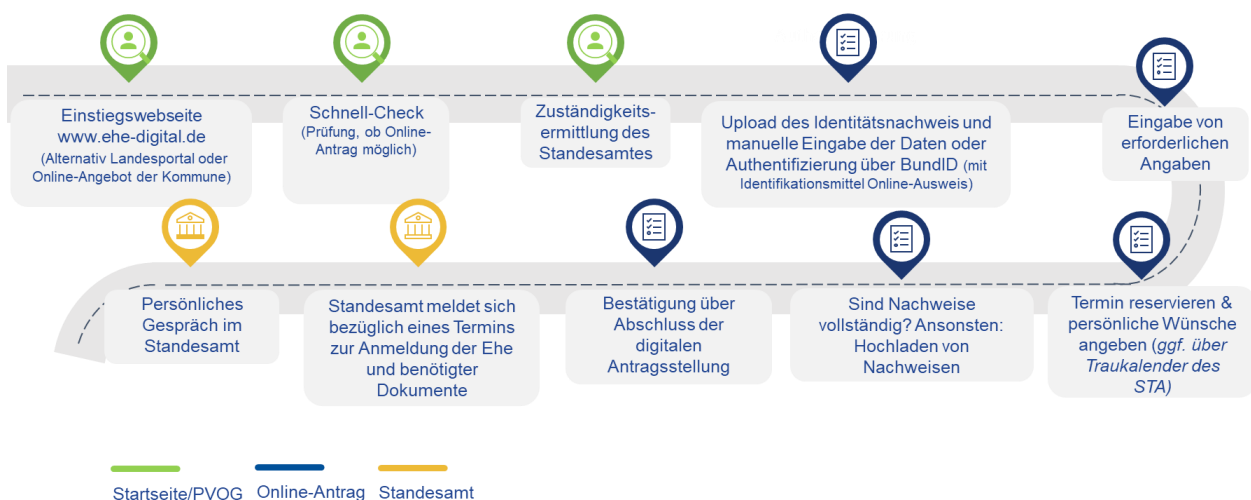 Einstiegswebseite
www.ehe-digital.de
(Alternativ Landesportal oder
Online-Angebot der Kommune)
Schnell-Check
(Prüfung, ob Online-
Antrag möglich)
Zuständigkeits-
ermittlung des
Standesamtes
Upload des Identitätsnachweis und
manuelle Eingabe der Daten oder
Authentifizierung über BundID (mit
Identifikationsmittel Online-Ausweis)
Eingabe von
erforderlichen
Angaben
Termin reservieren &
persönliche Wünsche
angeben (ggf. über
Traukalender des
STA)
Sind Nachweise
vollständig? Ansonsten:
Hochladen von
Nachweisen
Bestätigung über
Abschluss der
digitalen
Antragsstellung
Standesamt meldet sich
bezüglich eines Termins
zur Anmeldung der Ehe
und benötigter
Dokumente
Persönliches
Gespräch im
Standesamt
Startseite/PVOG
Online-Antrag
Standesamt